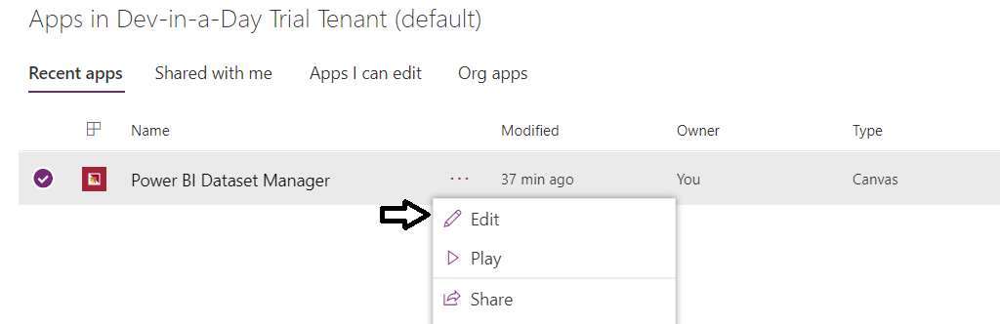 Apps in Dev-in-a-Day Trial Tenant (default)
Recent apps Shared with me Apps I can edit Org apps
Name Modified Owner Type
Power BI Dataset Manager ... 37 min ago You Canvas
Edit
Play
Share